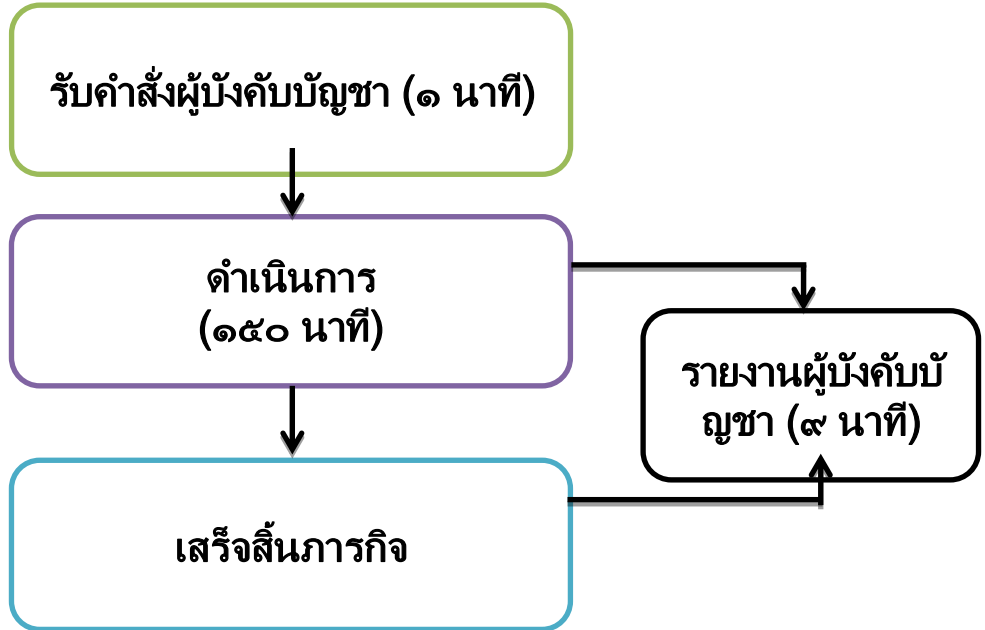 รับคำสั่งผู้บังคับบัญชา (๑ นาที)
ดำเนินการ
(๑๕๐ นาที)
รายงานผู้บังคับบั
ญชา (๙ นาที)
เสร็จสิ้นภารกิจ